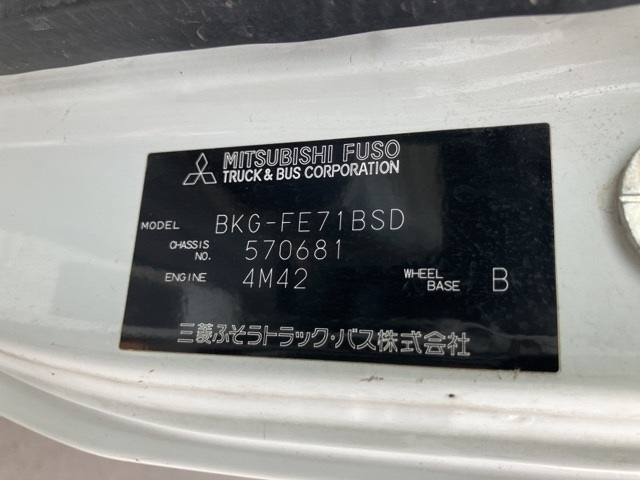 MITSUBISHI FUSO
TRUCK & BUS CORPORATION
MODEL BKG-FE71BSD
CHASSIS NO. 570681
ENGINE 4M42 WHEEL BASE B
三菱ふそうトラック・バス株式会社